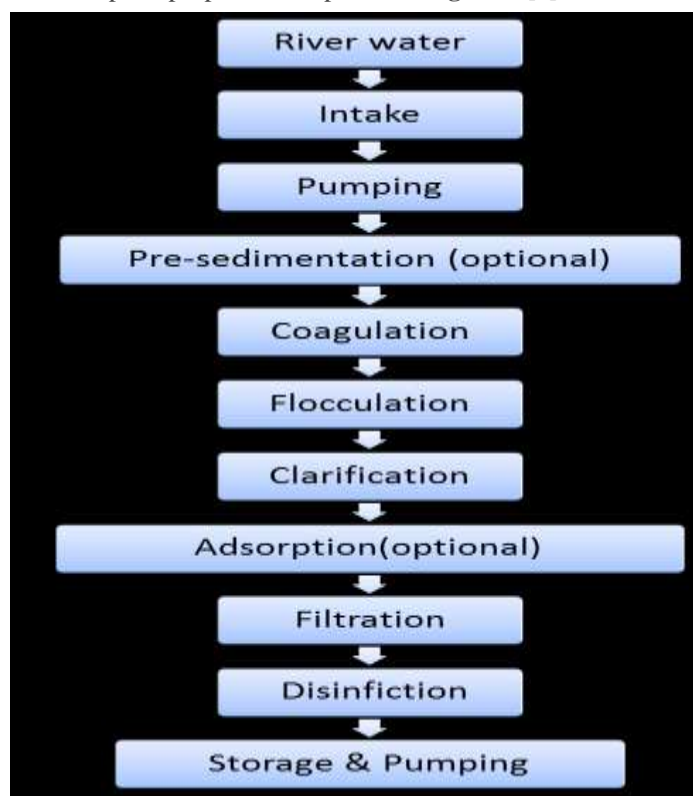 River water
Intake
Pumping
Pre-sedimentation (optional)
Coagulation
Flocculation
Clarification
Adsorption(optional)
Filtration
Disinfiction
Storage & Pumping